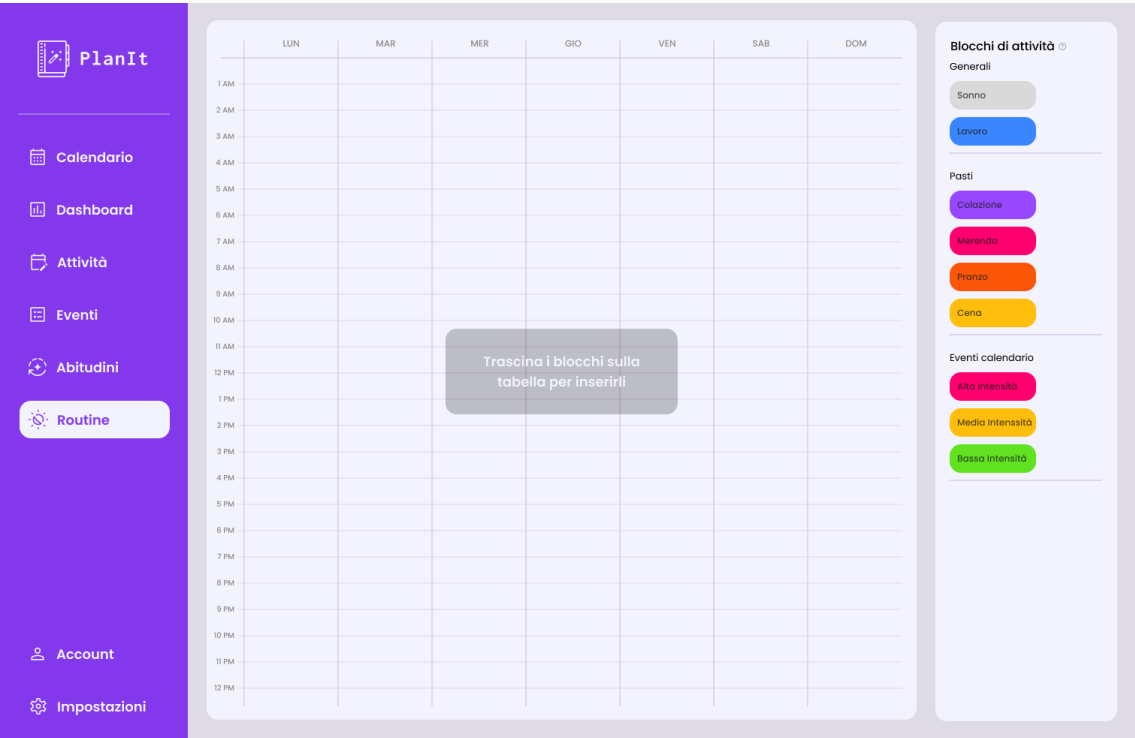 PlanIt
Calendario
Dashboard
Attività
Eventi
Abitudini
Routine
Account
Impostazioni
LUN MAR MER GIO VEN SAB DOM
1 AM
2 AM
3 AM
4 AM
5 AM
6 AM
7 AM
8 AM
9 AM
10 AM
11 AM
12 PM
1 PM
2 PM
3 PM
4 PM
5 PM
6 PM
7 PM
8 PM
9 PM
10 PM
11 PM
12 PM
Trascina i blocchi sulla
tabella per inserirli
Blocchi di attività ?
Generali
Sonno
Lavoro
Pasti
Colazione
Merenda
Pranzo
Cena
Eventi calendario
Alta Intensità
Media Intenssità
Bassa Intensità